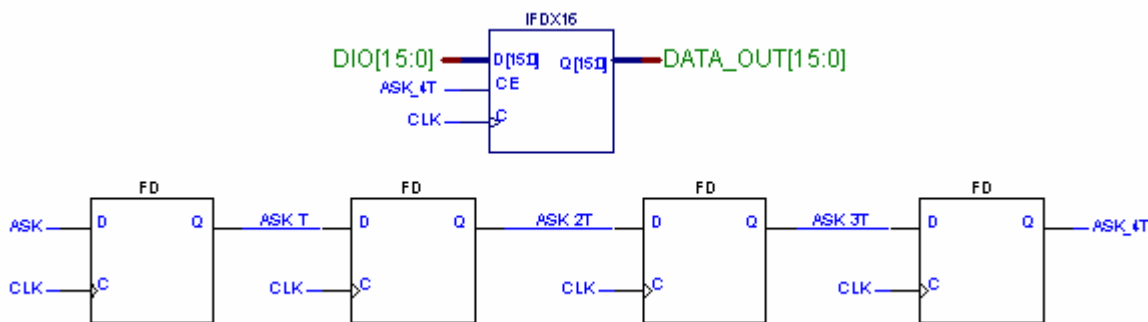 IFDX16
DIO[15:0] D[15:0] Q[15:0] DATA_OUT[15:0]
ASK_4T CE
CLK C
FD FD FD FD
ASK D Q ASK T D Q ASK 2T D Q ASK 3T D Q ASK_4T
CLK C CLK C CLK C CLK C